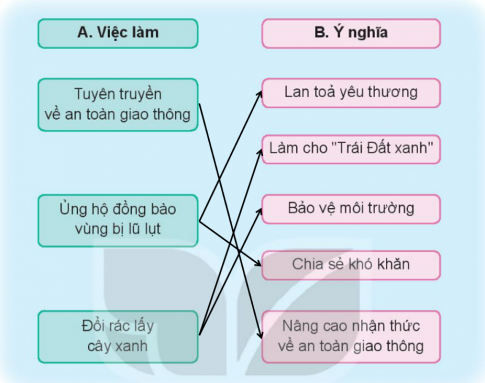 A. Việc làm
B. Ý nghĩa
Tuyên truyền
về an toàn giao thông
Ủng hộ đồng bào
vùng bị lũ lụt
Đổi rác lấy
cây xanh
Lan toả yêu thương
Làm cho "Trái Đất xanh"
Bảo vệ môi trường
Chia sẻ khó khăn
Nâng cao nhận thức
về an toàn giao thông